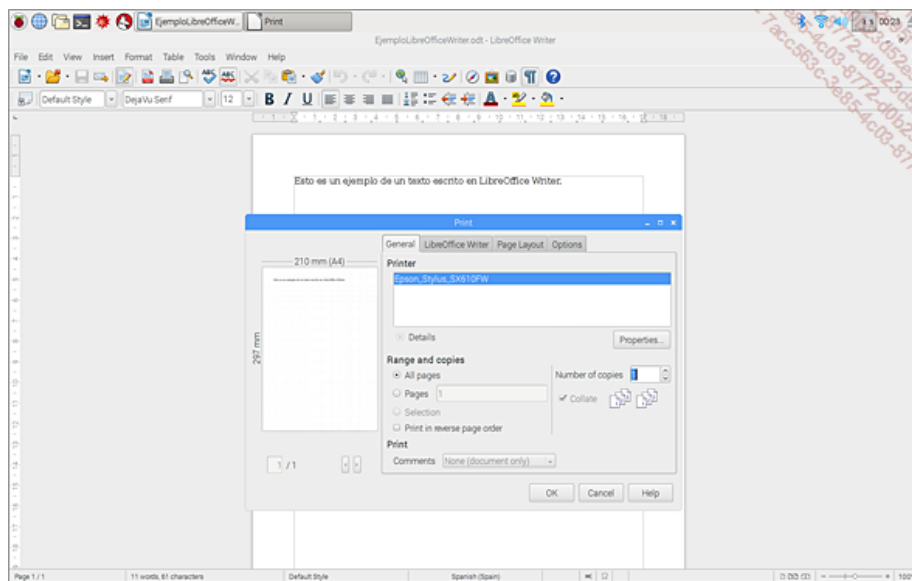 EjemploLibreOfficeW... Print 00:23
EjemploLibreOfficeWriter.odt - LibreOffice Writer
File Edit View Insert Format Table Tools Window Help
Default Style DejaVu Serif 12 B I U
Esto es un ejemplo de un texto escrito en LibreOffice Writer.
Print
General LibreOffice Writer Page Layout Options
210 mm (A4)
297 mm
Printer
Epson_Stylus_SX610FW
Details
Properties...
Range and copies
All pages
Number of copies 1
Pages 1
Collate
Selection
Print in reverse page order
Print
1 / 1
Comments None (document only)
OK Cancel Help
Page 1 / 1 11 words, 61 characters Default Style Spanish (Spain)